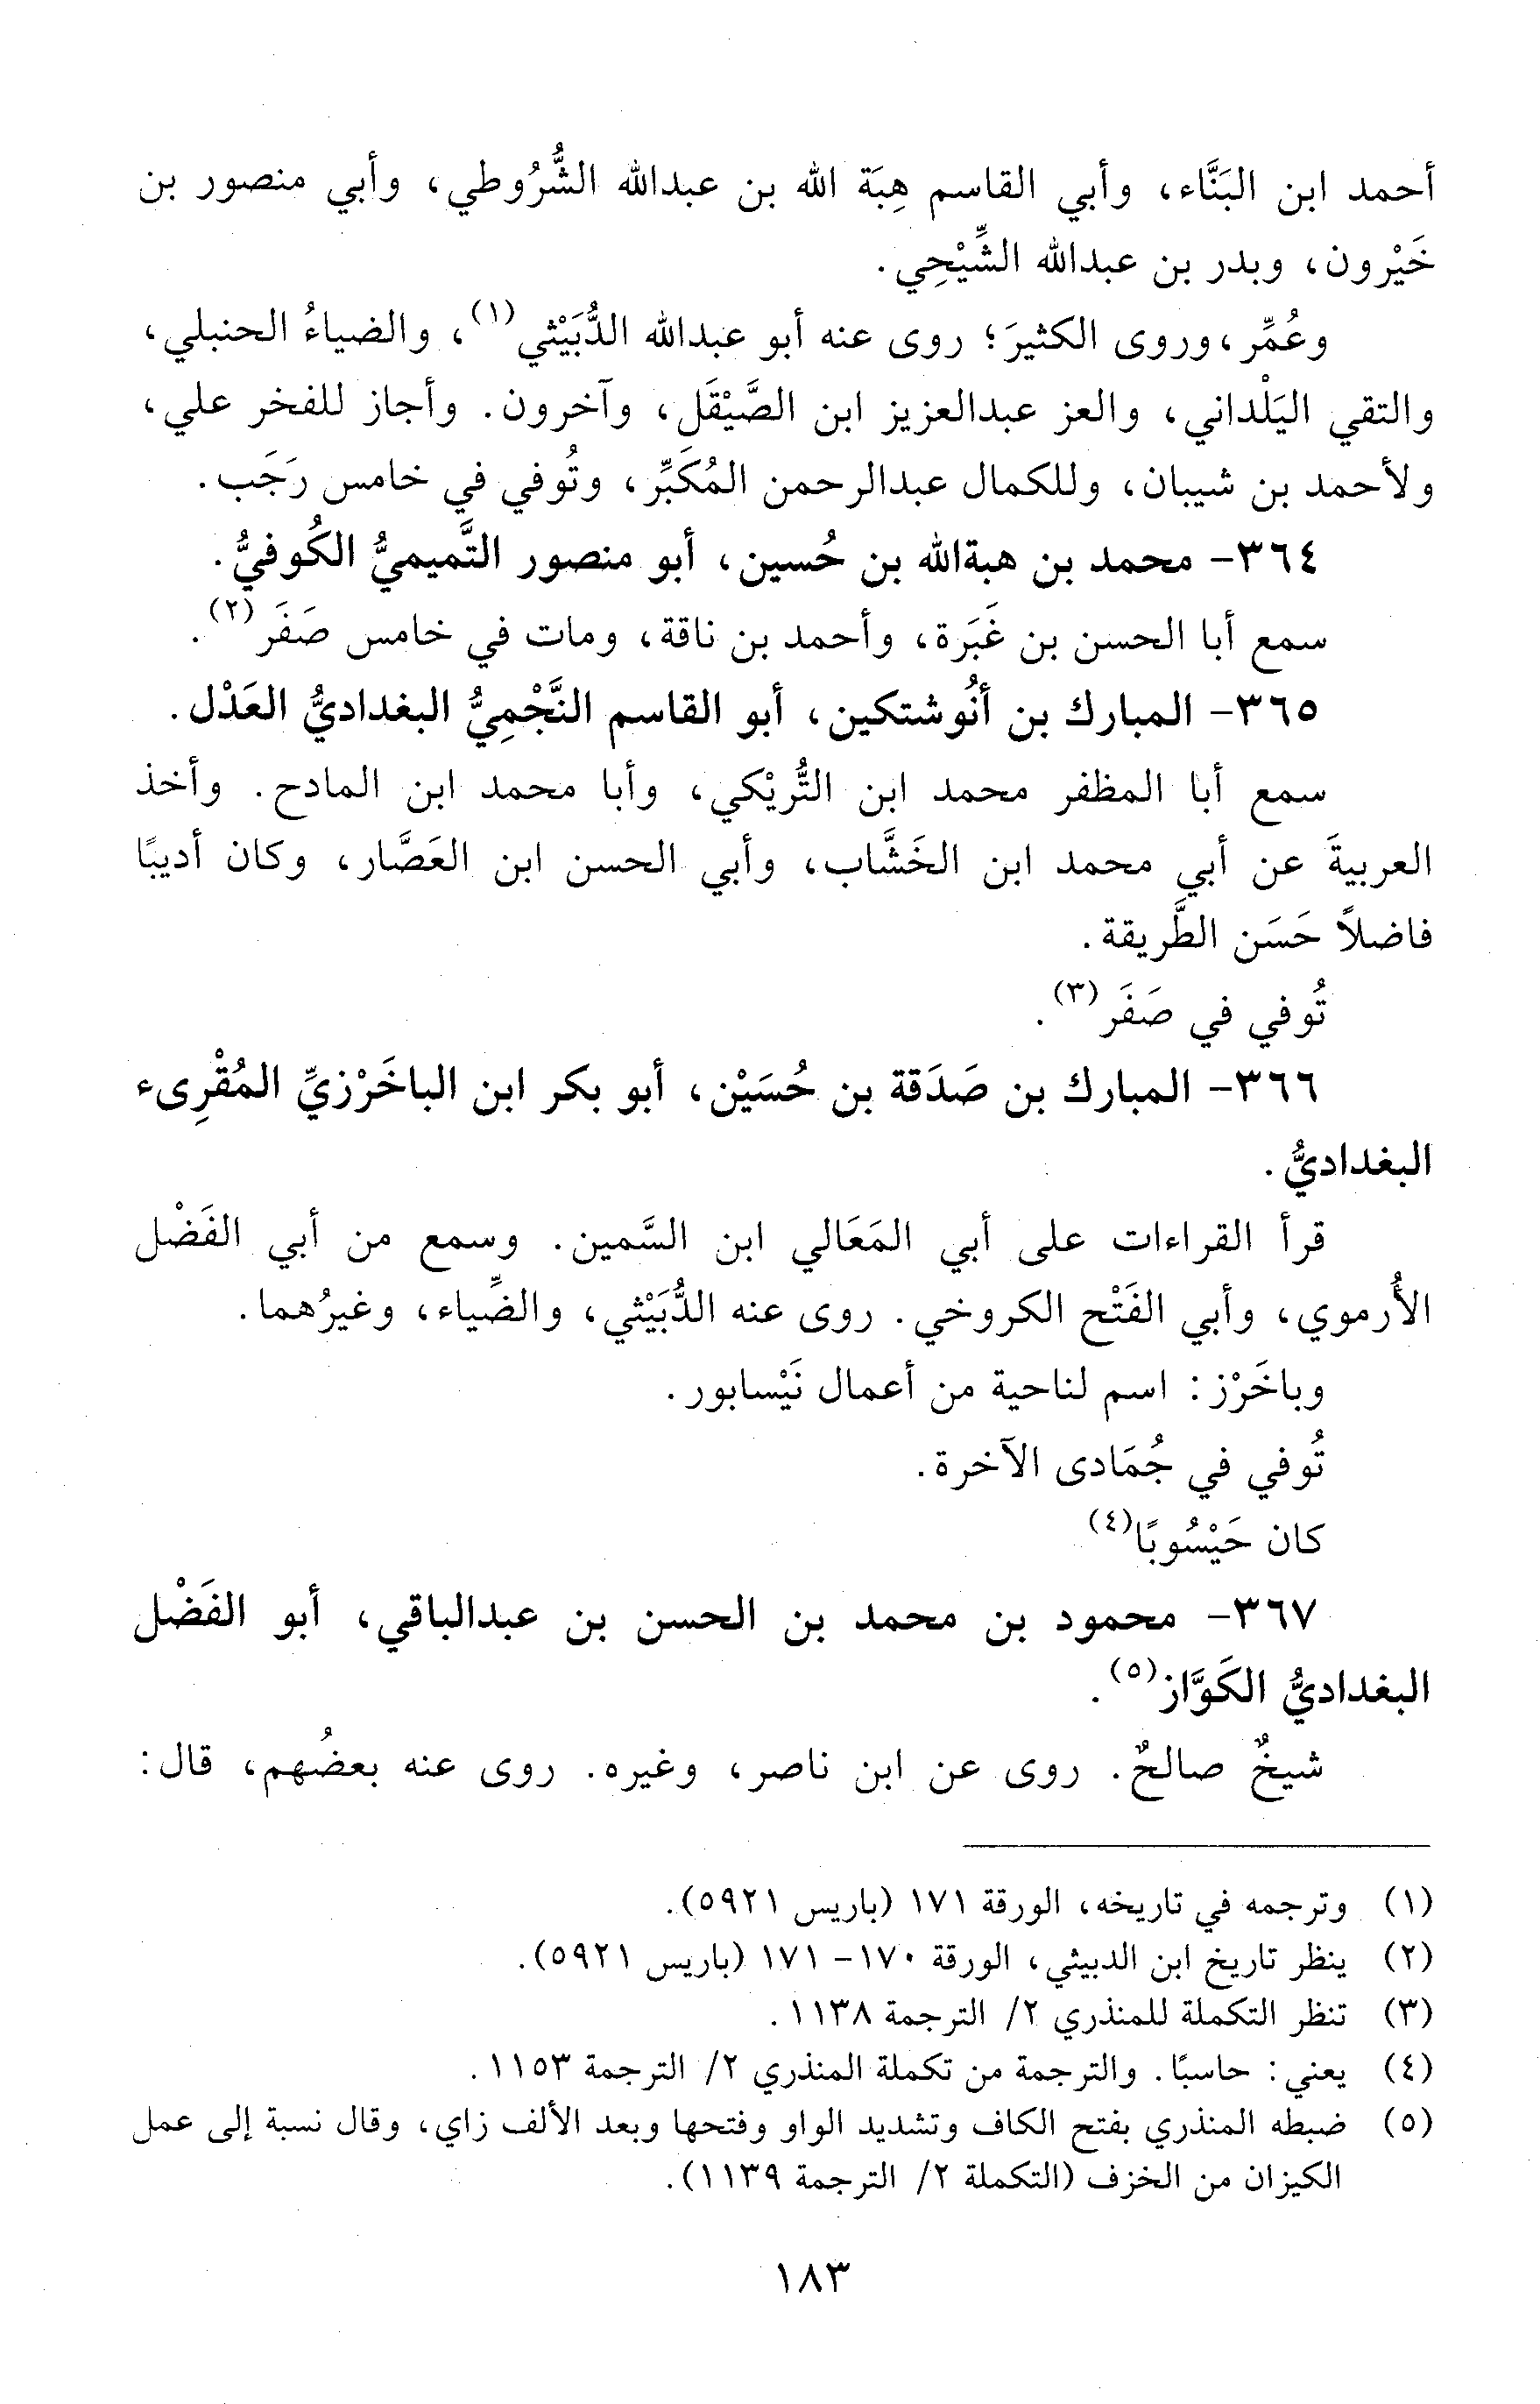 أحمد ابن البَنَّاء، وأبي القاسم هِبَة الله بن عبدالله الشُّرُوطي، وأبي منصور بن
خَيْرون، وبدر بن عبدالله الشِّيْحِي.
وعُمِّر، وروى الكثيرَ؛ روى عنه أبو عبدالله الدُّبَيْثي(١)، والضياءُ الحنبلي،
والتقي اليَلْداني، والعز عبدالعزيز ابن الصَّيْقَل، وآخرون. وأجاز للفخر علي،
ولأحمد بن شيبان، وللكمال عبدالرحمن المُكَبِّر، وتُوفي في خامس رَجَب.
٣٦٤- محمد بن هبةالله بن حُسين، أبو منصور التَّميميُّ الكُوفيُّ.
سمع أبا الحسن بن غَبَرة، وأحمد بن ناقة، ومات في خامس صَفَر(٢).
٣٦٥- المبارك بن أنُوشتكين، أبو القاسم النَّجْمِيُّ البغداديُّ العَدْل.
سمع أبا المظفر محمد ابن التُّرَيْكي، وأبا محمد ابن المادح. وأخذ
العربيةَ عن أبي محمد ابن الخَشَّاب، وأبي الحسن ابن العَصَّار، وكان أديبًا
فاضلاً حَسَن الطَّريقة.
تُوفي في صَفَر(٣).
٣٦٦- المبارك بن صَدَقة بن حُسَيْن، أبو بكر ابن الباخَرْزيِّ المُقْرِىء
البغداديُّ.
قرأ القراءات على أبي المَعَالي ابن السَّمين. وسمع من أبي الفَضْل
الأُرموي، وأبي الفَتْح الكروخي. روى عنه الدُّبَيْثي، والضِّياء، وغيرُهما.
وباخَرْز: اسم لناحية من أعمال نَيْسابور.
تُوفي في جُمَادى الآخرة.
كان حَيْسُوبًا(٤)
٣٦٧- محمود بن محمد بن الحسن بن عبدالباقي، أبو الفَضْل
البغداديُّ الكَوَّاز(٥).
شيخٌ صالحٌ. روى عن ابن ناصر، وغيره. روى عنه بعضُهم، قال:
(١) وترجمه في تاريخه، الورقة ١٧١ (باريس ٥٩٢١).
(٢) ينظر تاريخ ابن الدبيثي، الورقة ١٧٠- ١٧١ (باريس ٥٩٢١).
(٣) تنظر التكملة للمنذري ٢/ الترجمة ١١٣٨.
(٤) يعني: حاسبًا. والترجمة من تكملة المنذري ٢/ الترجمة ١١٥٣.
(٥) ضبطه المنذري بفتح الكاف وتشديد الواو وفتحها وبعد الألف زاي، وقال نسبة إلى عمل
الكيزان من الخزف (التكملة ٢/ الترجمة ١١٣٩).
١٨٣